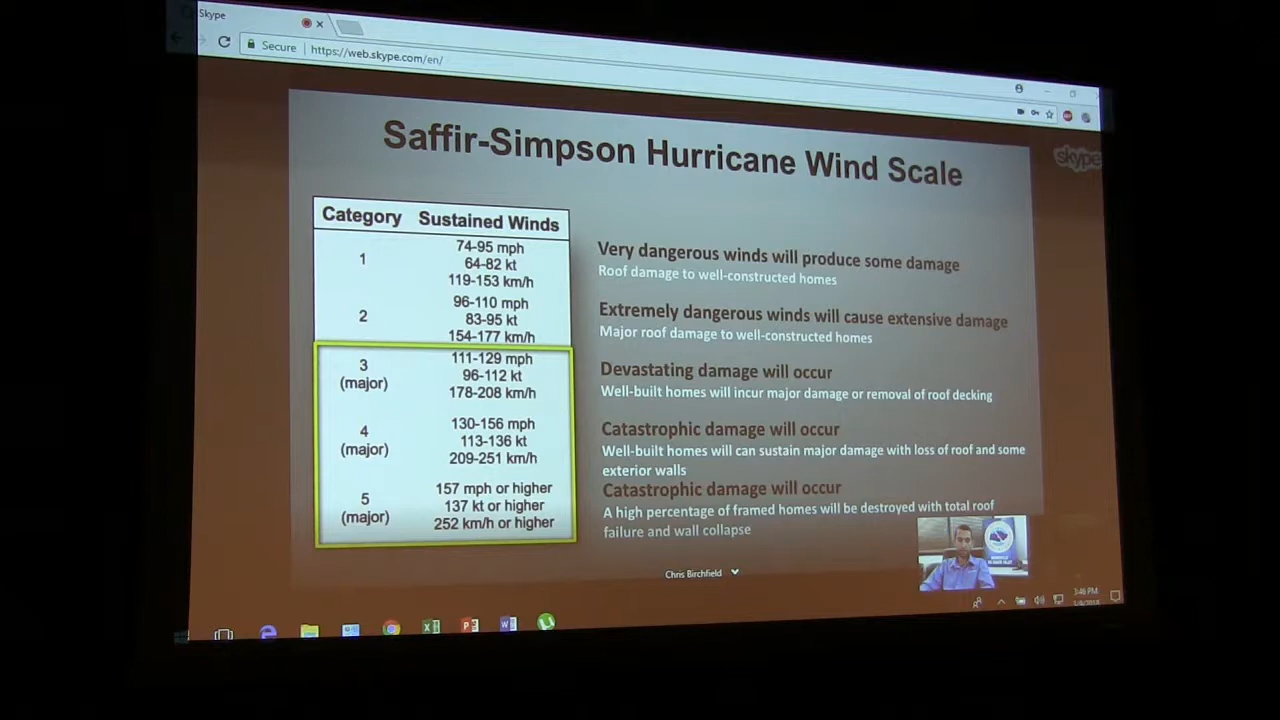 Skype
Secure
https://web.skype.com/en/
Saffir-Simpson Hurricane Wind Scale
skype
Category Sustained Winds
1
74-95 mph
64-82 kt
119-153 km/h
Very dangerous winds will produce some damage
Roof damage to well-constructed homes
2
96-110 mph
83-95 kt
154-177 km/h
Extremely dangerous winds will cause extensive damage
Major roof damage to well-constructed homes
3
(major)
111-129 mph
96-112 kt
178-208 km/h
Devastating damage will occur
Well-built homes will incur major damage or removal of roof decking
4
(major)
130-156 mph
113-136 kt
209-251 km/h
Catastrophic damage will occur
Well-built homes will can sustain major damage with loss of roof and some
exterior walls
5
(major)
157 mph or higher
137 kt or higher
252 km/h or higher
Catastrophic damage will occur
A high percentage of framed homes will be destroyed with total roof
failure and wall collapse
Chris Birchfield
3:46 PM